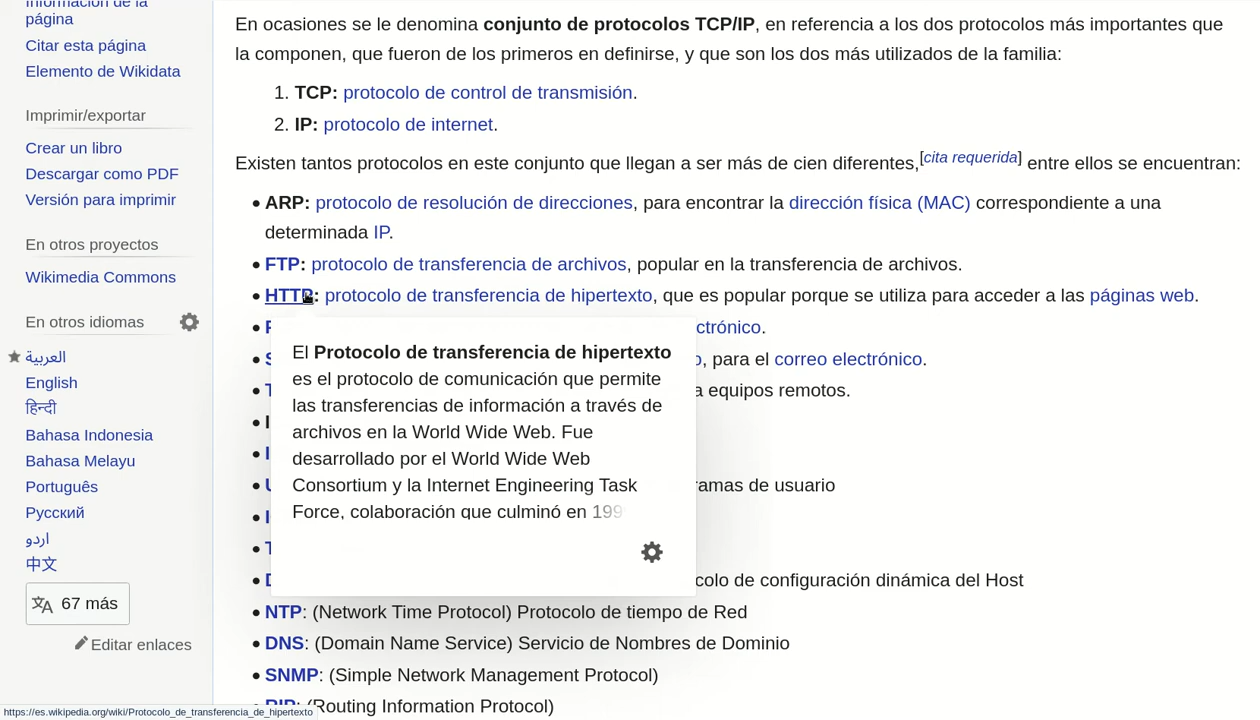 Información de la
página
Citar esta página
Elemento de Wikidata
Imprimir/exportar
Crear un libro
Descargar como PDF
Versión para imprimir
En otros proyectos
Wikimedia Commons
En otros idiomas
العربية
English
हिन्दी
Bahasa Indonesia
Bahasa Melayu
Português
Русский
اردو
中文
67 más
Editar enlaces
En ocasiones se le denomina conjunto de protocolos TCP/IP, en referencia a los dos protocolos más importantes que
la componen, que fueron de los primeros en definirse, y que son los dos más utilizados de la familia:
1. TCP: protocolo de control de transmisión.
2. IP: protocolo de internet.
Existen tantos protocolos en este conjunto que llegan a ser más de cien diferentes,[cita requerida] entre ellos se encuentran:
• ARP: protocolo de resolución de direcciones, para encontrar la dirección física (MAC) correspondiente a una
determinada IP.
• FTP: protocolo de transferencia de archivos, popular en la transferencia de archivos.
• HTTP: protocolo de transferencia de hipertexto, que es popular porque se utiliza para acceder a las páginas web.
El Protocolo de transferencia de hipertexto
es el protocolo de comunicación que permite
las transferencias de información a través de
archivos en la World Wide Web. Fue
desarrollado por el World Wide Web
Consortium y la Internet Engineering Task
Force, colaboración que culminó en 199
, para el correo electrónico.
a equipos remotos.
de usuario
de configuración dinámica del Host
• NTP: (Network Time Protocol) Protocolo de tiempo de Red
• DNS: (Domain Name Service) Servicio de Nombres de Dominio
• SNMP: (Simple Network Management Protocol)
• RIP: (Routing Information Protocol)
https://es.wikipedia.org/wiki/Protocolo_de_transferencia_de_hipertexto